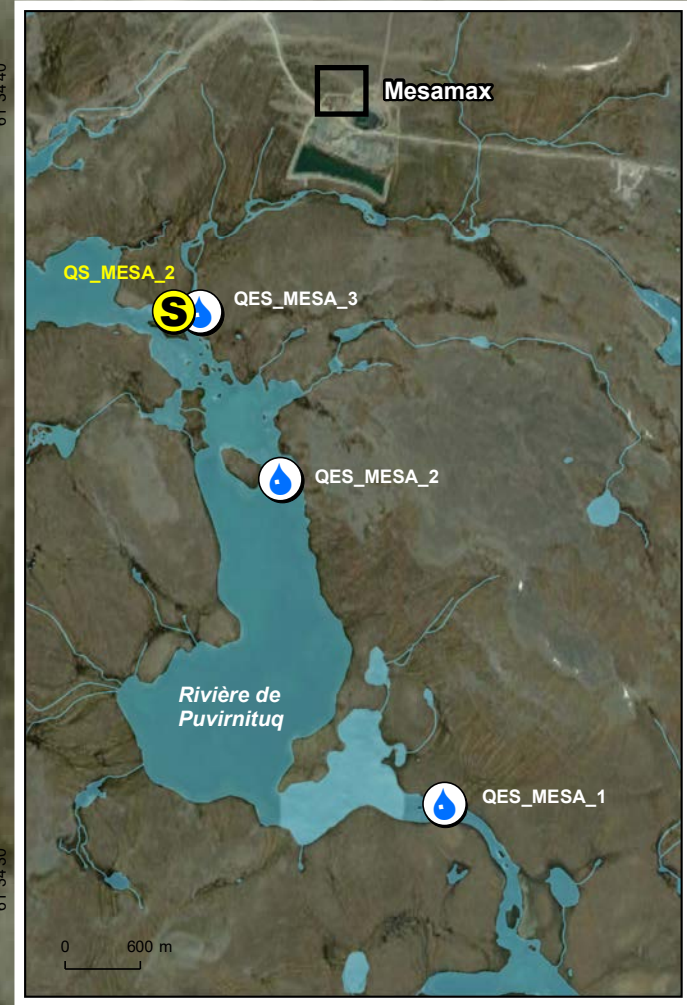 Mesamax
QS_MESA_2
QES_MESA_3
QES_MESA_2
Rivière de
Puvirnituq
QES_MESA_1
S
0 600 m